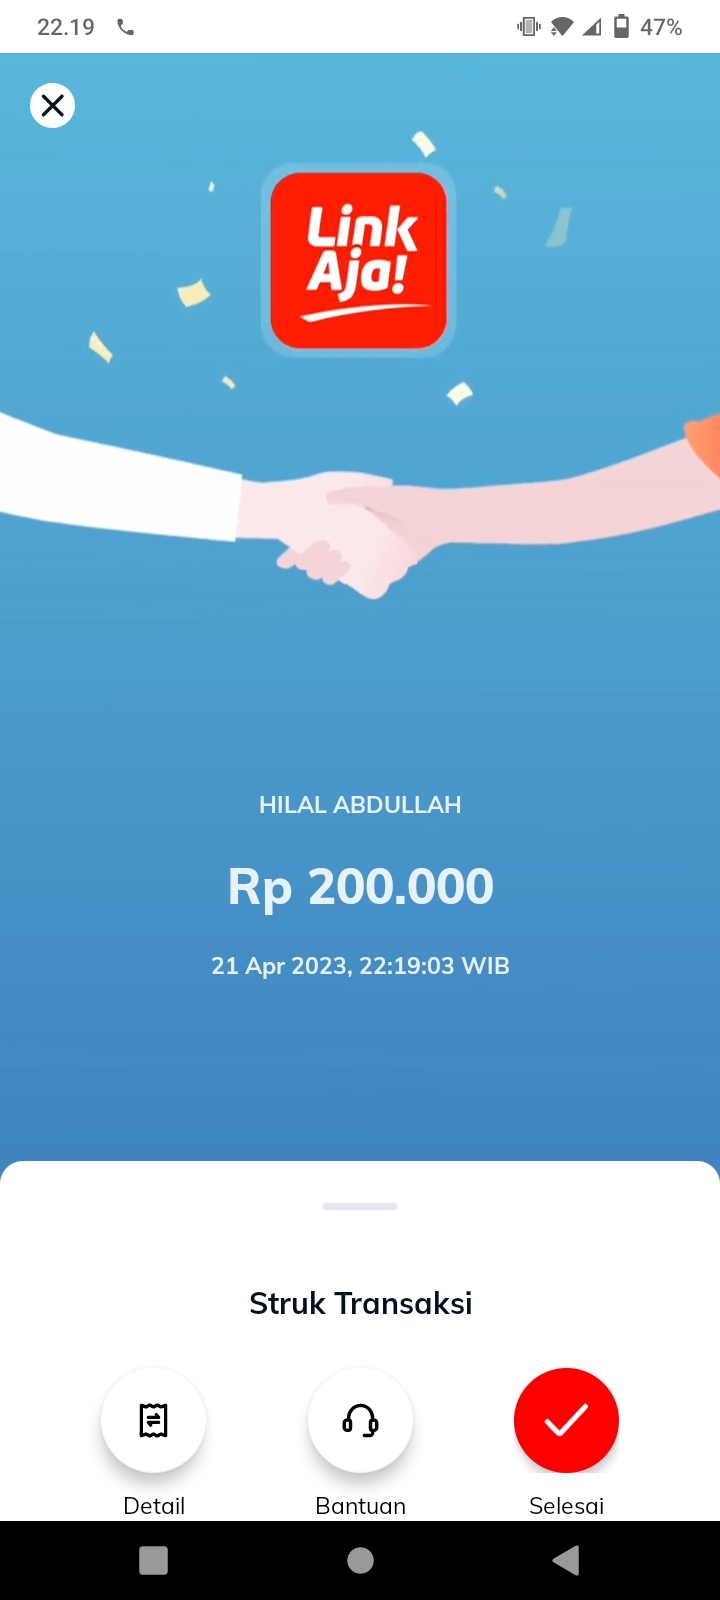 22.19
47%
Link
Aja!
HILAL ABDULLAH
Rp 200.000
21 Apr 2023, 22:19:03 WIB
Struk Transaksi
Detail
Bantuan
Selesai